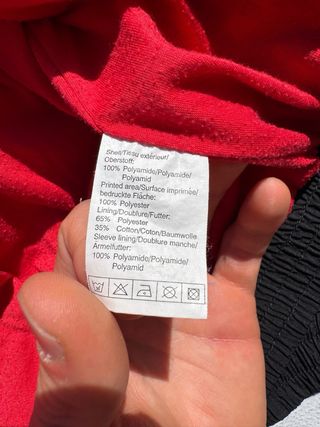 Shell/Tissu extérieur/
Oberstoff:
100% Polyamide/Polyamide/
Polyamid
Printed area/Surface imprimée/
bedruckte Fläche:
100% Polyester
Lining/Doublure/Futter:
65% Polyester
35% Cotton/Coton/Baumwolle
Sleeve lining/Doublure manche/
Ärmelfutter:
100% Polyamide/Polyamide/
Polyamid